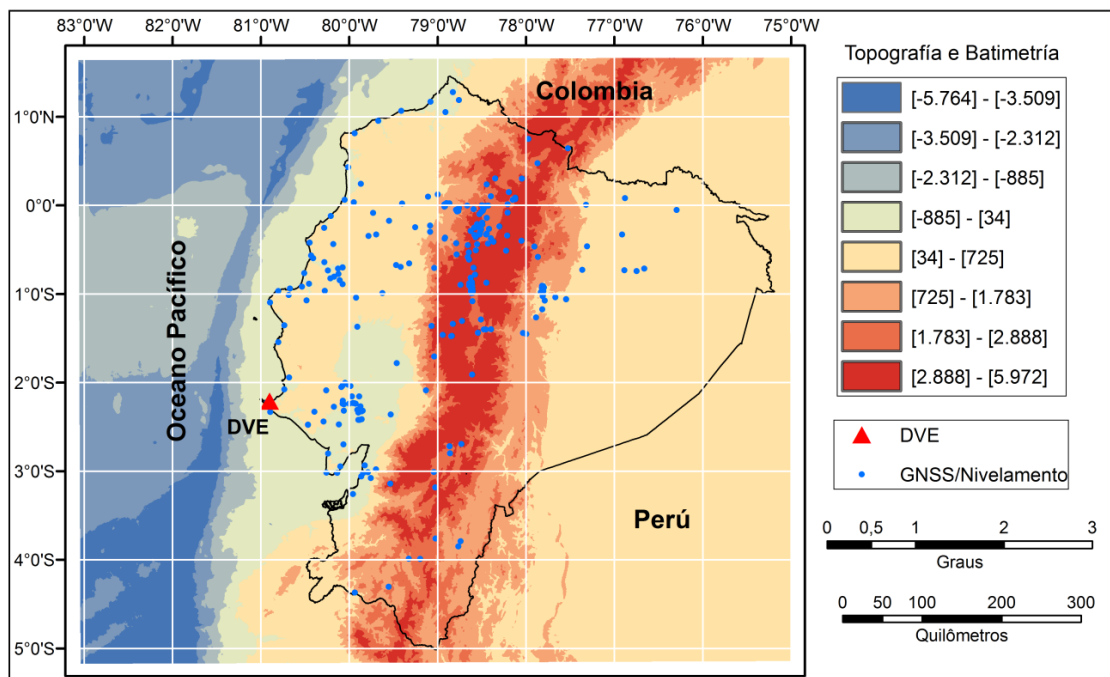 83°0'W 82°0'W 81°0'W 80°0'W 79°0'W 78°0'W 77°0'W 76°0'W 75°0'W
1°0'N
0°0'
1°0'S
2°0'S
3°0'S
4°0'S
5°0'S
Colombia
Oceano Pacífico
DVE
Perú
Topografía e Batimetría
[-5.764] - [-3.509]
[-3.509] - [-2.312]
[-2.312] - [-885]
[-885] - [34]
[34] - [725]
[725] - [1.783]
[1.783] - [2.888]
[2.888] - [5.972]
DVE
GNSS/Nivelamento
0 0,5 1 2 3
Graus
0 50 100 200 300
Quilômetros